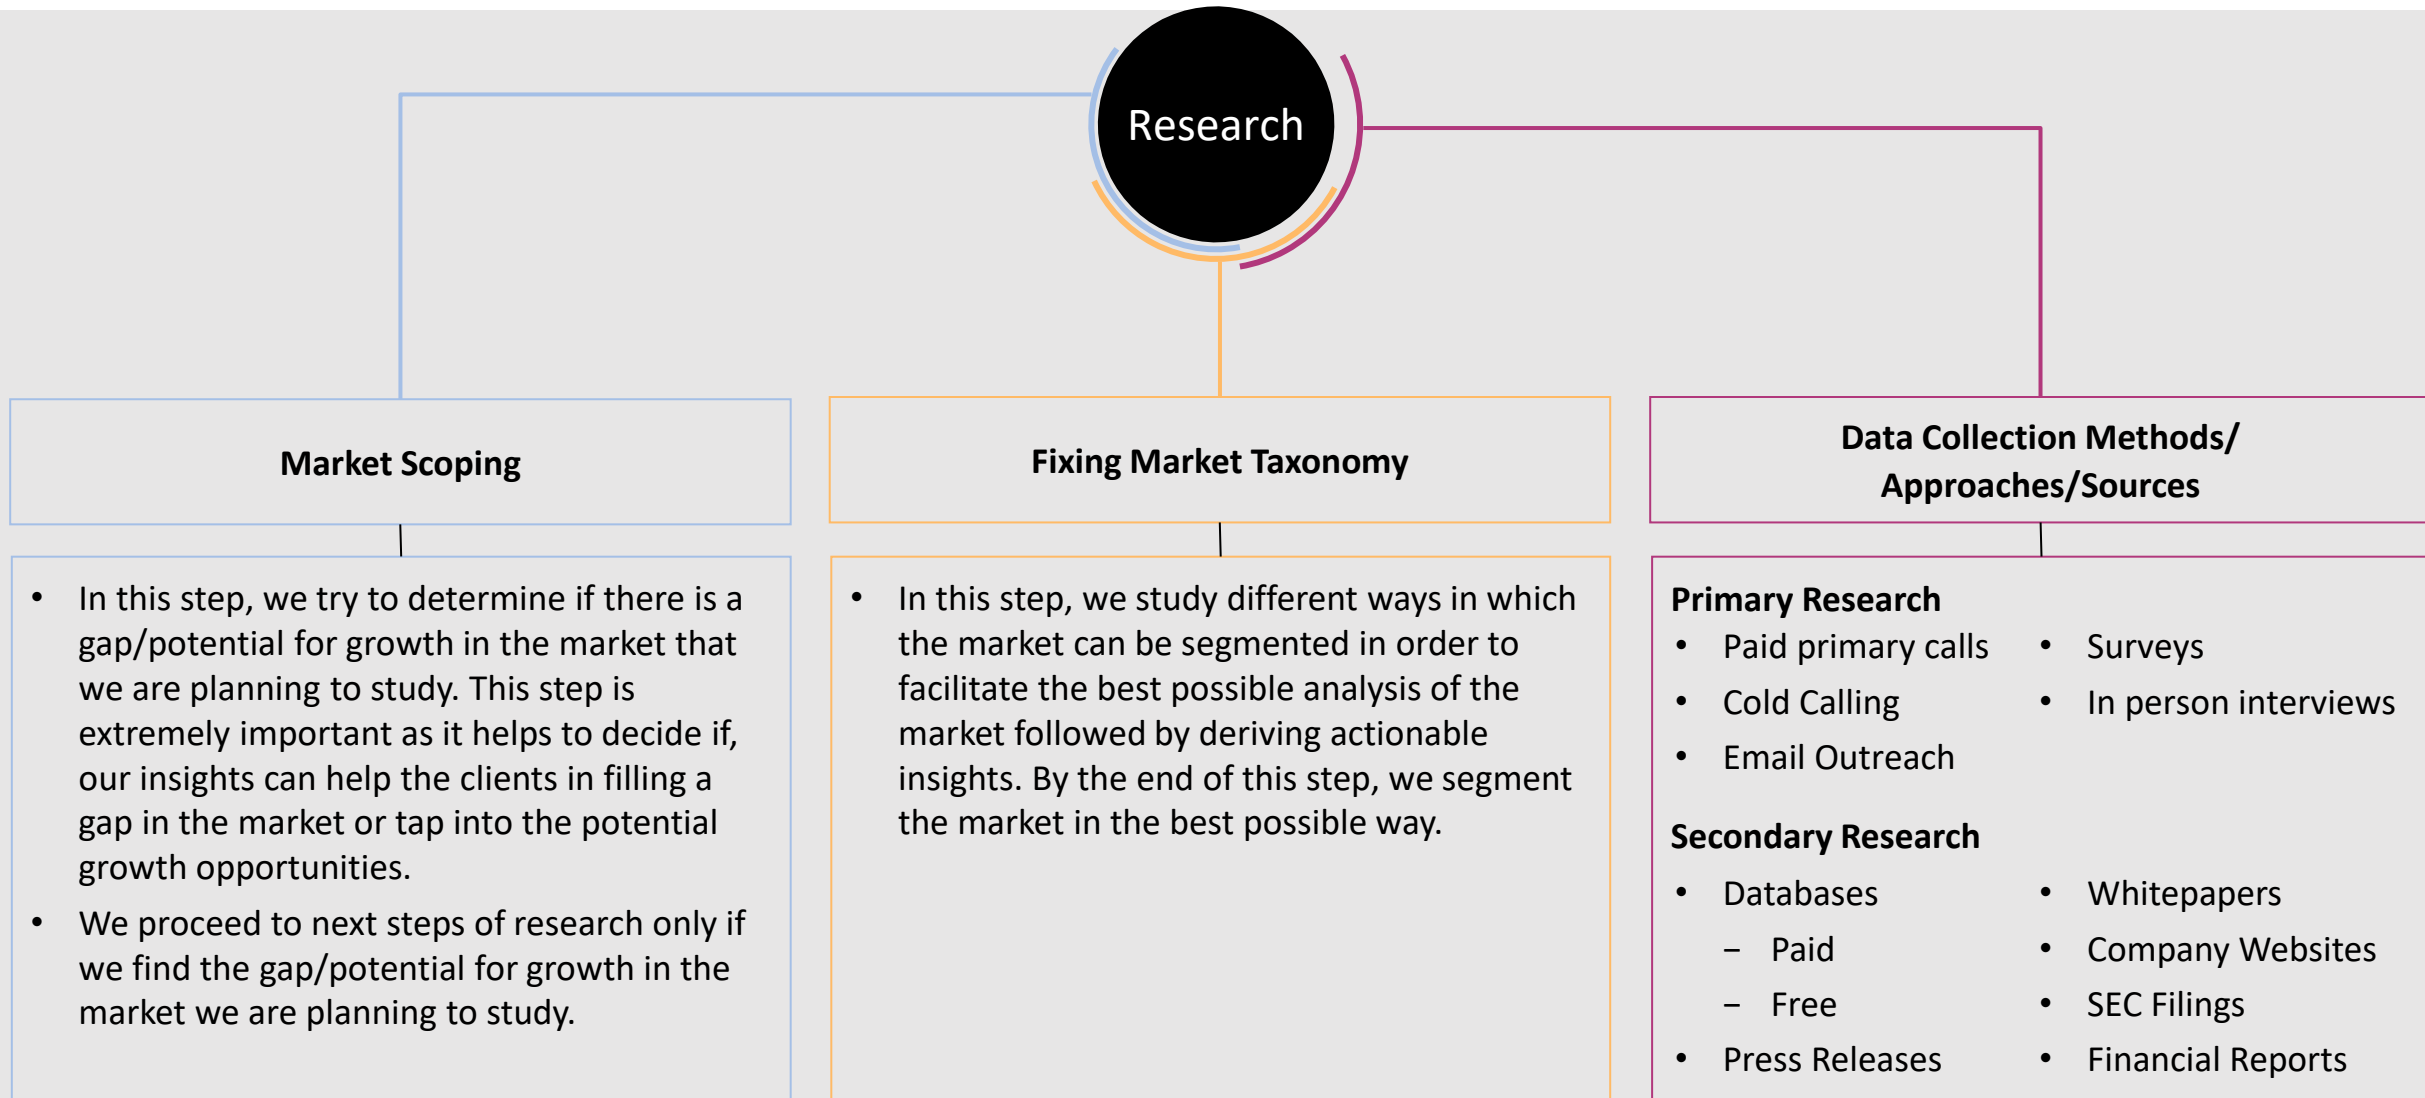 Research
Market Scoping
• In this step, we try to determine if there is a
gap/potential for growth in the market that
we are planning to study. This step is
extremely important as it helps to decide if,
our insights can help the clients in filling a
gap in the market or tap into the potential
growth opportunities.
• We proceed to next steps of research only if
we find the gap/potential for growth in the
market we are planning to study.
Fixing Market Taxonomy
• In this step, we study different ways in which
the market can be segmented in order to
facilitate the best possible analysis of the
market followed by deriving actionable
insights. By the end of this step, we segment
the market in the best possible way.
Data Collection Methods/
Approaches/Sources
Primary Research
• Paid primary calls
• Cold Calling
• Email Outreach
• Surveys
• In person interviews
Secondary Research
• Databases
− Paid
− Free
• Press Releases
• Whitepapers
• Company Websites
• SEC Filings
• Financial Reports